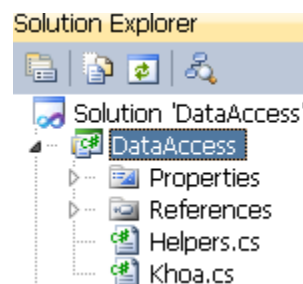 Solution Explorer
Solution 'DataAccess'
DataAccess
Properties
References
Helpers.cs
Khoa.cs